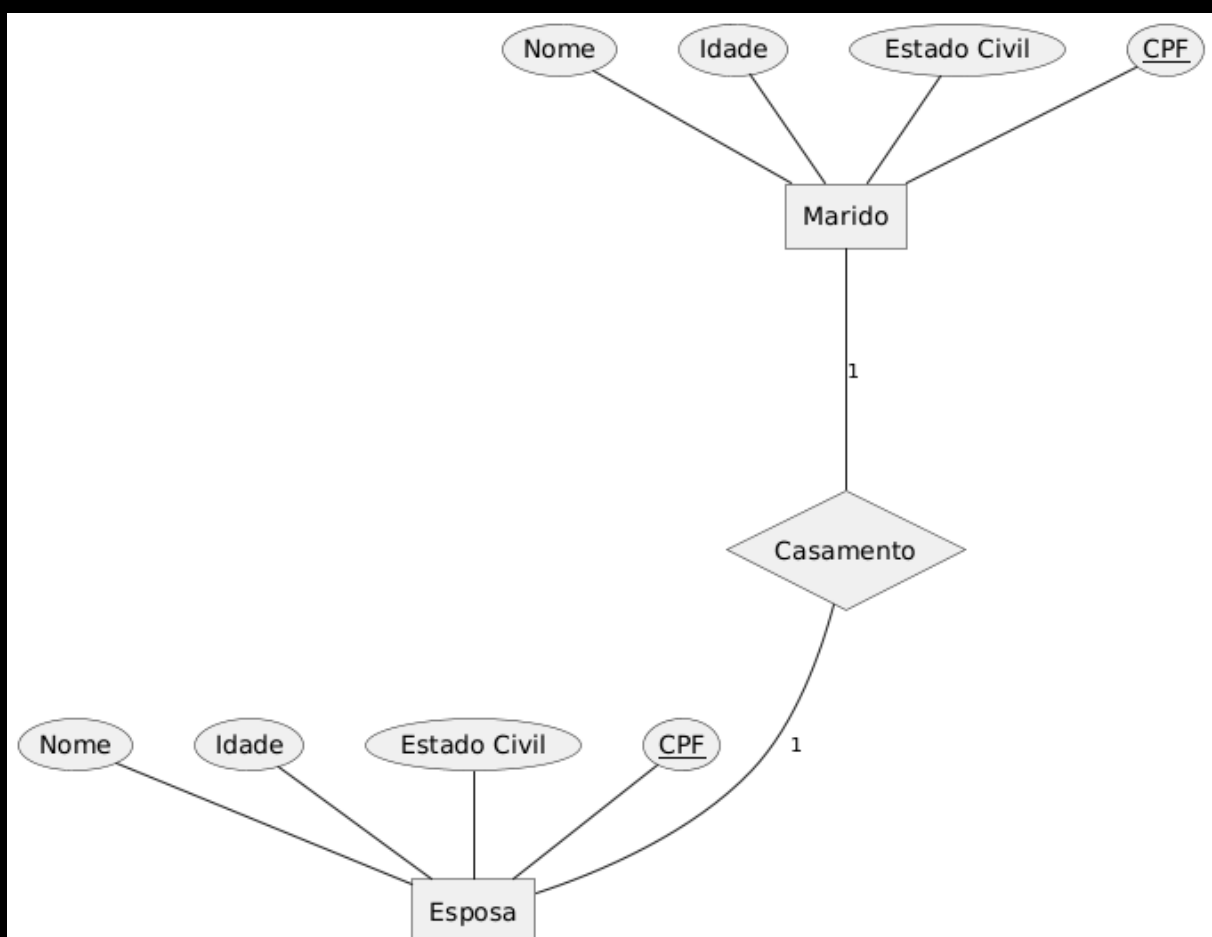 Nome
Idade
Estado Civil
CPF
Marido
1
Casamento
Nome
Idade
Estado Civil
CPF
1
Esposa